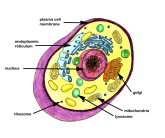 plasma cell
membrane
endoplasmic
reticulum
nucleus
golgi
mitochondria
ribosome
lysosomes